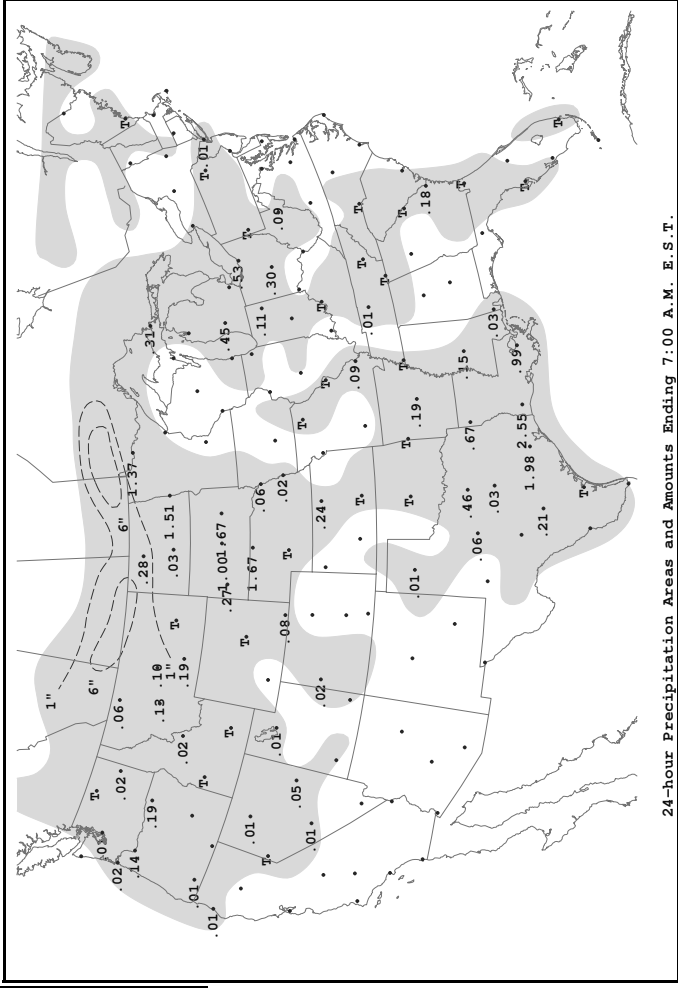 1"
6"
T
.02
.06
.02
6"
T
1.37
.14
.28
.31
.19
.10
.13
1"
1.51
.03
T
.02
.19
.01
T
T
.01
.01
1.00
1.67
.27
.45
T
.53
T
T
.01
1.67
.06
.11
T
.30
.01
.09
.02
.08
T
.05
T
.01
.02
.24
T
T
.09
T
T
T
.01
T
T
T
T
T
.01
.19
.18
T
.15
.46
.67
.06
.03
.03
.99
2.55
T
1.98
.21
T
T
24-hour Precipitation Areas and Amounts Ending 7:00 A.M. E.S.T.